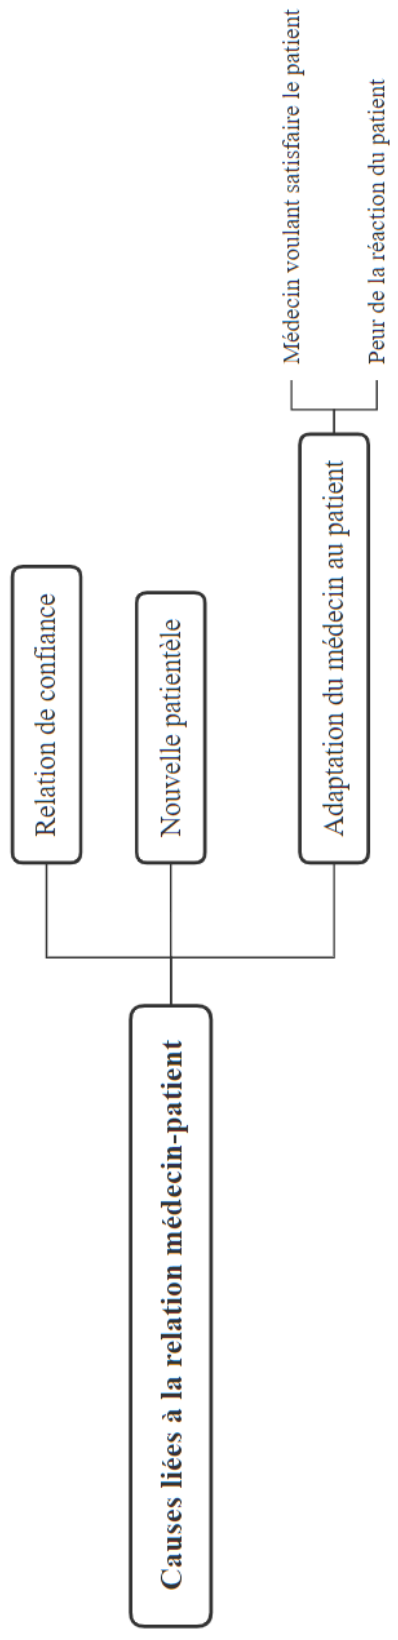 Causes liées à la relation médecin-patient
Relation de confiance
Nouvelle patientèle
Adaptation du médecin au patient
Médecin voulant satisfaire le patient
Peur de la réaction du patient